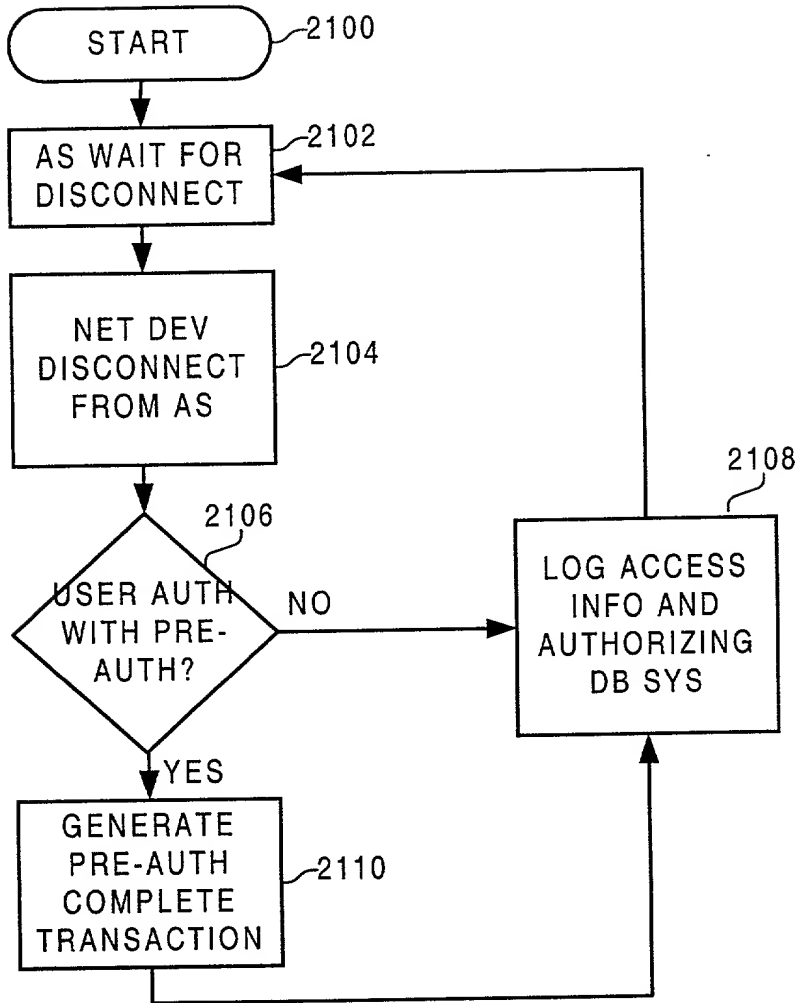 START
2100
AS WAIT FOR
DISCONNECT
2102
NET DEV
DISCONNECT
FROM AS
2104
2106
USER AUTH
WITH PRE-
AUTH?
NO
2108
LOG ACCESS
INFO AND
AUTHORIZING
DB SYS
YES
GENERATE
PRE-AUTH
COMPLETE
TRANSACTION
2110